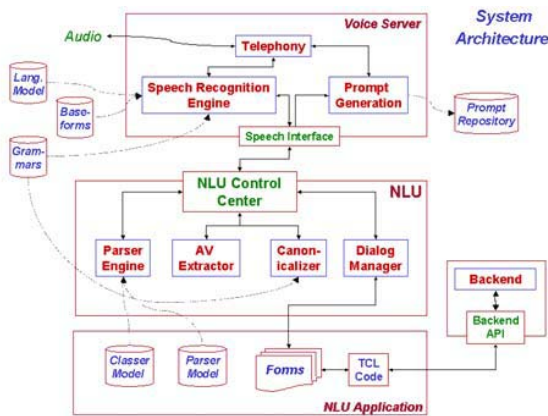 Voice Server
System
Architecture
Audio
Telephony
Lang.
Model
Speech Recognition
Engine
Prompt
Generation
Base-
forms
Prompt
Repository
Gram-
mars
Speech Interface
NLU Control
Center
NLU
Parser
Engine
AV
Extractor
Canon-
icalizer
Dialog
Manager
Backend
Backend
API
Classer
Model
Parser
Model
Forms
TCL
Code
NLU Application